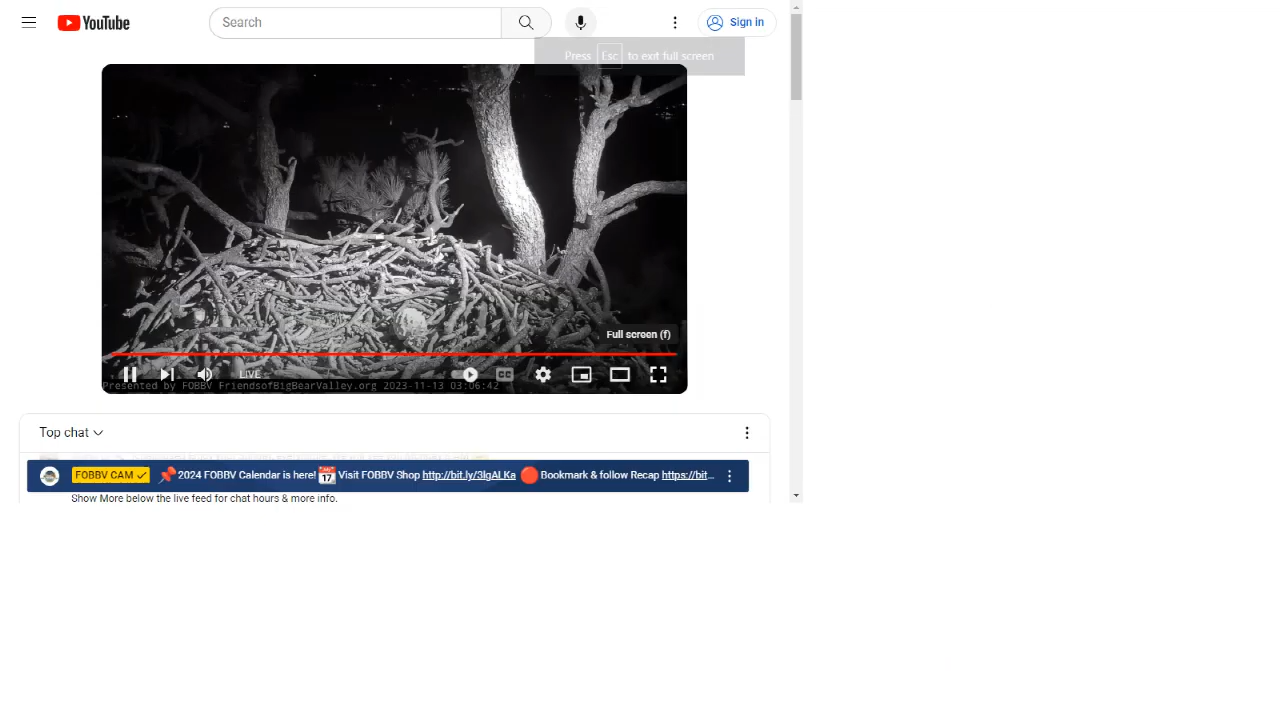 YouTube
Search
Sign in
Press Esc to exit full screen
Full screen (f)
LIVE
CC
Presented by FOBBV FriendsofBigBearValley.org 2023-11-13 03:06:42
Top chat
FOBBV CAM 2024 FOBBV Calendar is here! Visit FOBBV Shop http://bit.ly/3lgALKa Bookmark & follow Recap https://bit...
Show More below the live feed for chat hours & more info.